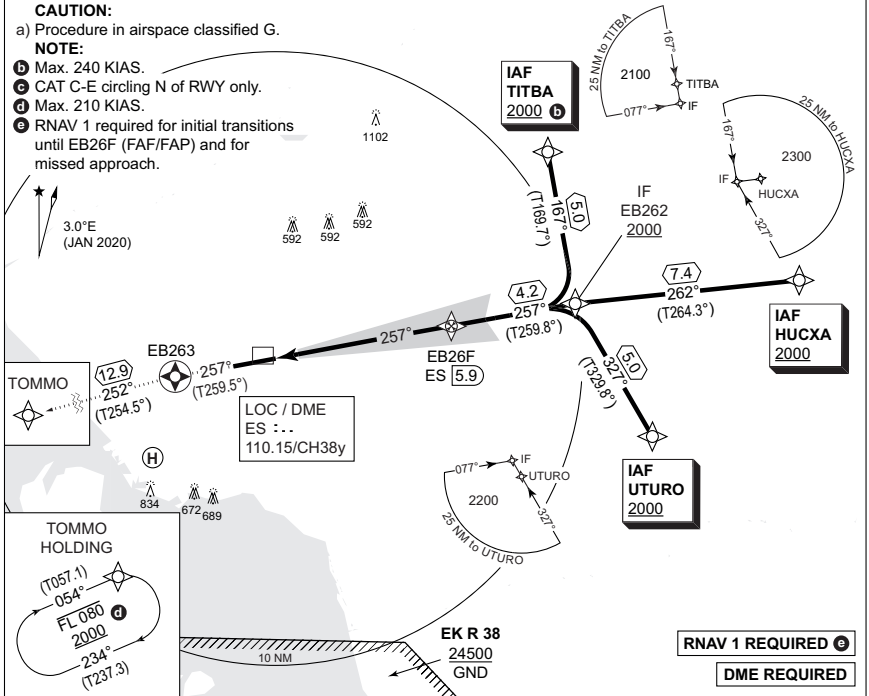 CAUTION:
a) Procedure in airspace classified G.
NOTE:
b Max. 240 KIAS.
c CAT C-E circling N of RWY only.
d Max. 210 KIAS.
e RNAV 1 required for initial transitions
until EB26F (FAF/FAP) and for
missed approach.
3.0°E
(JAN 2020)
1102
592
592
592
IAF
TITBA
2000 b
25 NM to TITBA
167°
2100
TITBA
077°
IF
25 NM to HUCXA
167°
2300
IF
HUCXA
327°
5.0
167°
(T169.7°)
IF
EB262
2000
7.4
262°
(T264.3°)
IAF
HUCXA
2000
4.2
257°
(T259.8°)
257°
EB26F
ES 5.9
EB263
257°
(T259.5°)
12.9
252°
(T254.5°)
TOMMO
LOC / DME
ES :..
110.15/CH38y
5.0
327°
(T329.8°)
IAF
UTURO
2000
077°
IF
UTURO
2200
327°
25 NM to UTURO
H
834
672
689
TOMMO
HOLDING
(T057.1)
054°
FL 080 d
2000
234°
(T237.3)
10 NM
EK R 38
24500
GND
RNAV 1 REQUIRED e
DME REQUIRED